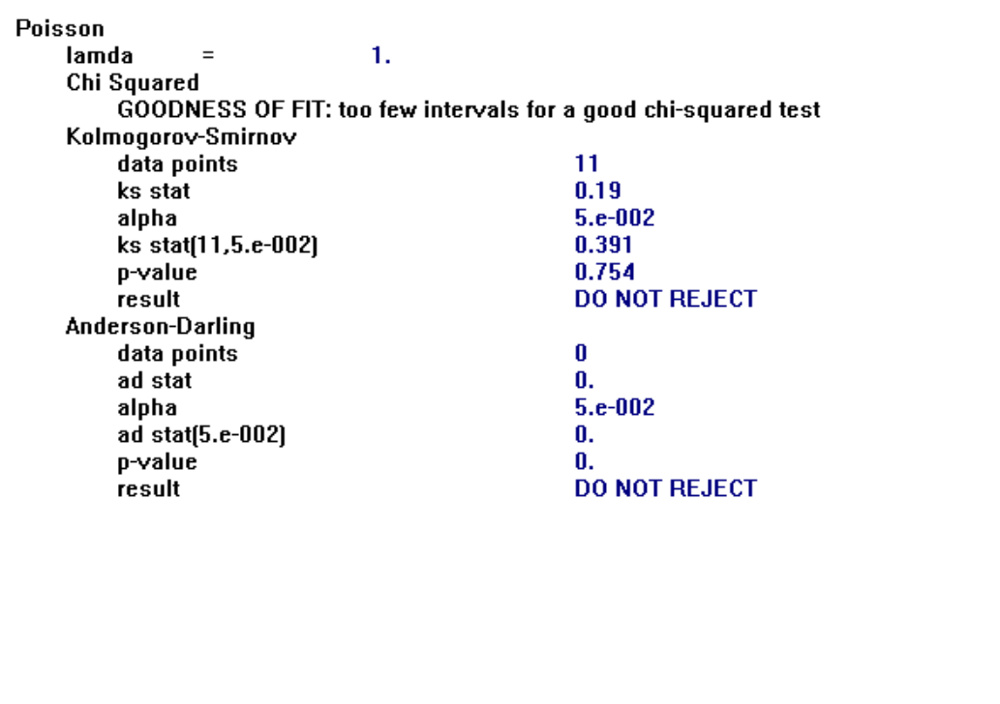 Poisson
lamda = 1.
Chi Squared
GOODNESS OF FIT: too few intervals for a good chi-squared test
Kolmogorov-Smirnov
data points 11
ks stat 0.19
alpha 5.e-002
ks stat(11,5.e-002) 0.391
p-value 0.754
result DO NOT REJECT
Anderson-Darling
data points 0
ad stat 0.
alpha 5.e-002
ad stat(5.e-002) 0.
p-value 0.
result DO NOT REJECT